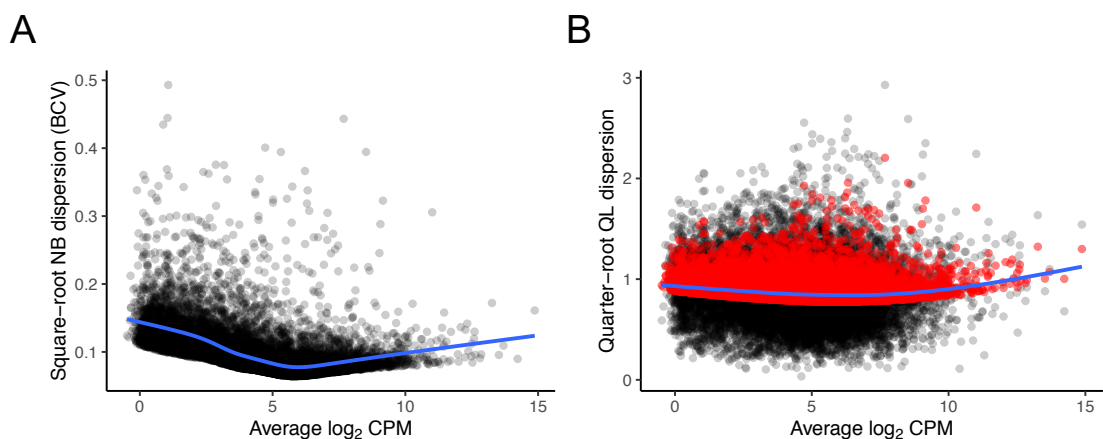 A
B
Square−root NB dispersion (BCV)
0.5
0.4
0.3
0.2
0.1
0
5
10
15
Average log₂ CPM
Quarter−root QL dispersion
3
2
1
0
0
5
10
15
Average log₂ CPM